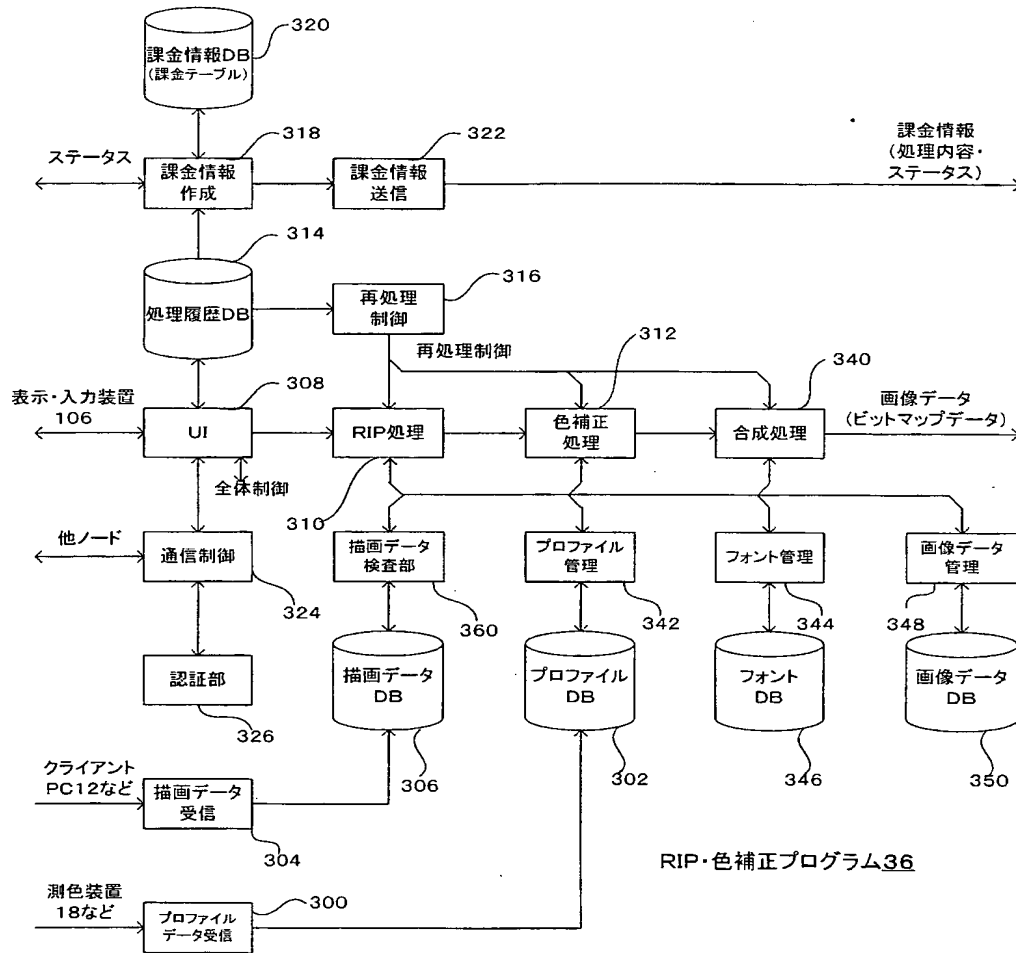 320
課金情報DB
(課金テーブル)
318
322
課金情報
(処理内容・
ステータス)
ステータス
課金情報
作成
課金情報
送信
314
316
処理履歴DB
再処理
制御
312
340
再処理制御
308
表示・入力装置
106
UI
RIP処理
色補正
処理
合成処理
画像データ
(ビットマップデータ)
全体制御
310
他ノード
通信制御
描画データ
検査部
プロファイル
管理
フォント管理
画像データ
管理
324
360
342
344
348
認証部
描画データ
DB
プロファイル
DB
フォント
DB
画像データ
DB
326
306
302
346
350
クライアント
PC12など
描画データ
受信
304
RIP・色補正プログラム36
測色装置
18など
300
プロファイル
データ受信